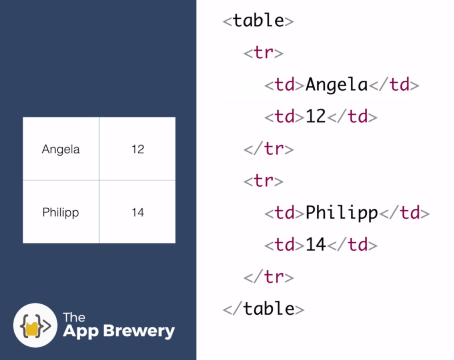 Angela 12
Philipp 14
The
App Brewery
<table>
<tr>
<td>Angela</td>
<td>12</td>
</tr>
<tr>
<td>Philipp</td>
<td>14</td>
</tr>
</table>